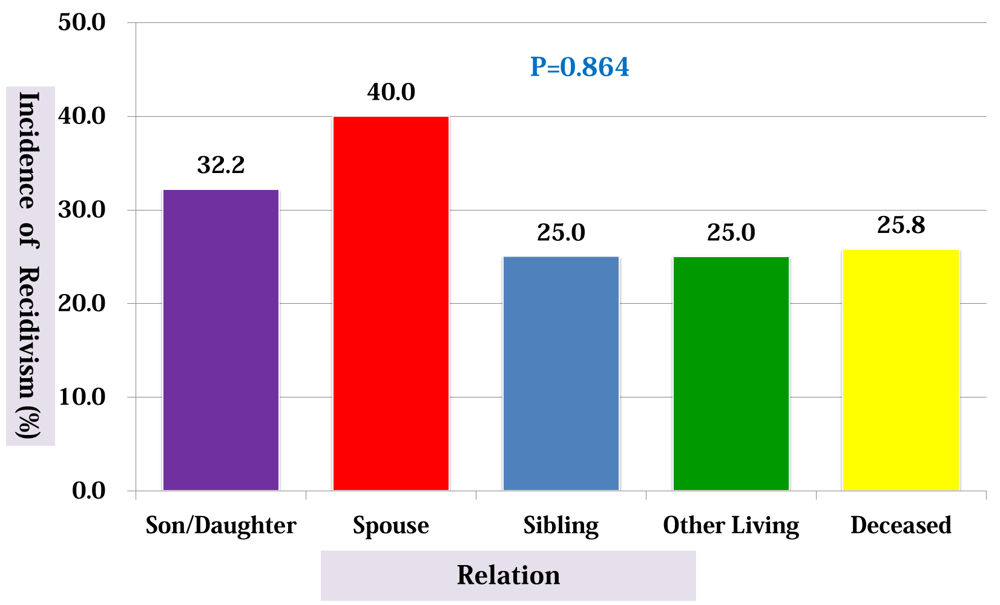 50.0
40.0
30.0
20.0
10.0
0.0
Incidence of Recidivism (%)
P=0.864
32.2
40.0
25.0
25.0
25.8
Son/Daughter
Spouse
Sibling
Other Living
Deceased
Relation